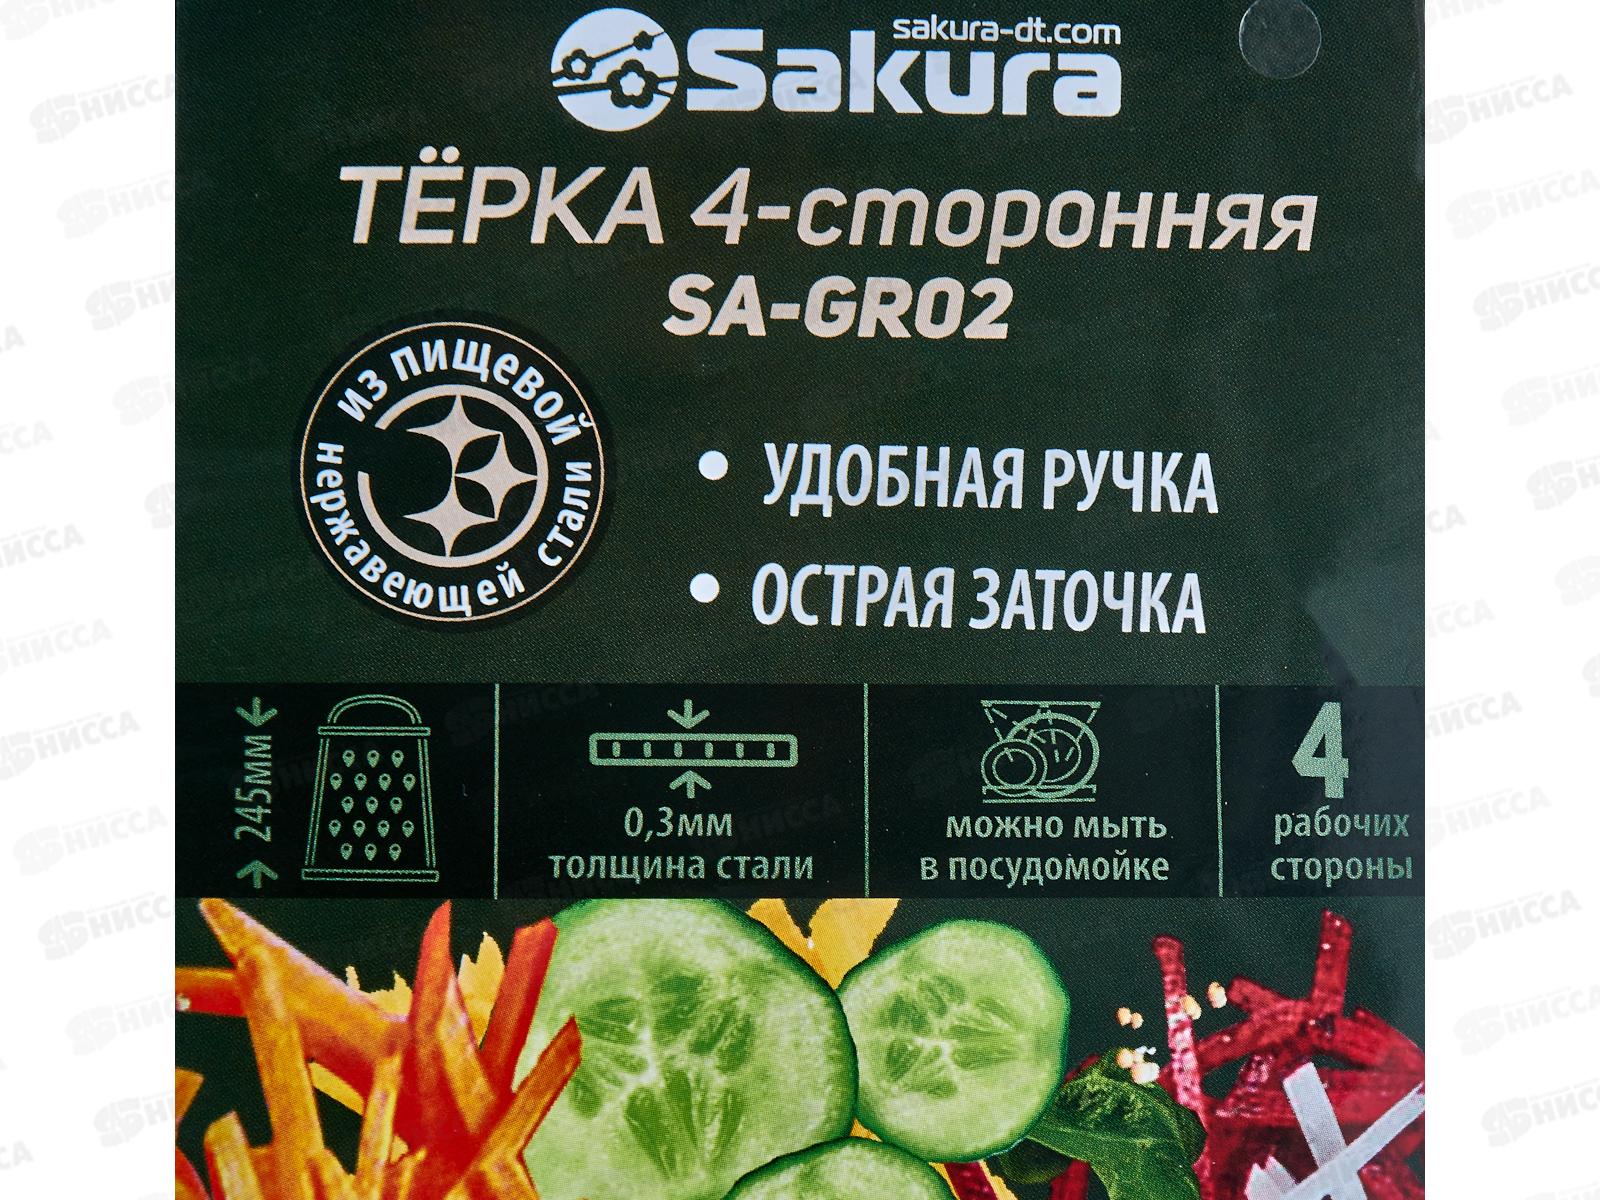 sakura-dt.com
Sakura
ТЁРКА 4-сторонняя
SA-GR02
из пищевой
нержавеющей стали
• УДОБНАЯ РУЧКА
• ОСТРАЯ ЗАТОЧКА
245мм
0,3мм
толщина стали
можно мыть
в посудомойке
4
рабочих
стороны
НИССА